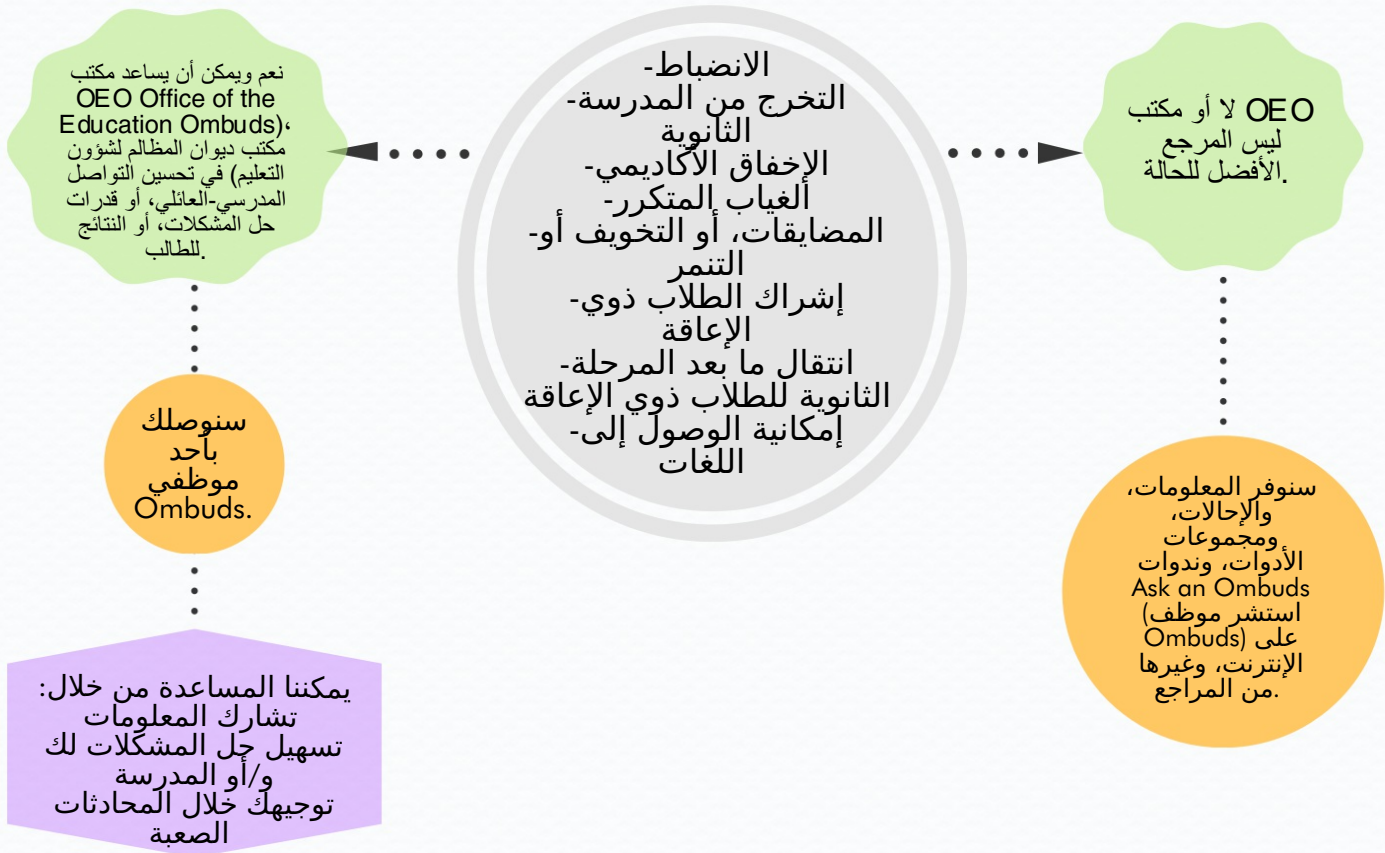 الانضباط-
التخرج من المدرسة-
الثانوية
الإخفاق الأكاديمي-
الغياب المتكرر-
المضايقات، أو التخويف أو-
التنمر
إشراك الطلاب ذوي-
الإعاقة
انتقال ما بعد المرحلة-
الثانوية للطلاب ذوي الإعاقة
إمكانية الوصول إلى-
اللغات
OEO لا أو مكتب
ليس المرجع
الأفضل للحالة.
سنوفر المعلومات،
والإحالات،
ومجموعات
الأدوات، وندوات
Ask an Ombuds
(استشر موظف
Ombuds) على
الإنترنت، وغيرها
من المراجع.
نعم ويمكن أن يساعد مكتب
OEO Office of the
Education Ombuds)،
مكتب ديوان المظالم لشؤون
التعليم) في تحسين التواصل
المدرسي-العائلي، أو قدرات
حل المشكلات، أو النتائج
للطالب.
سنوصلك
بأحد
موظفي
Ombuds.
يمكننا المساعدة من خلال:
تشارك المعلومات
تسهيل حل المشكلات لك
و/أو المدرسة
توجيهك خلال المحادثات
الصعبة